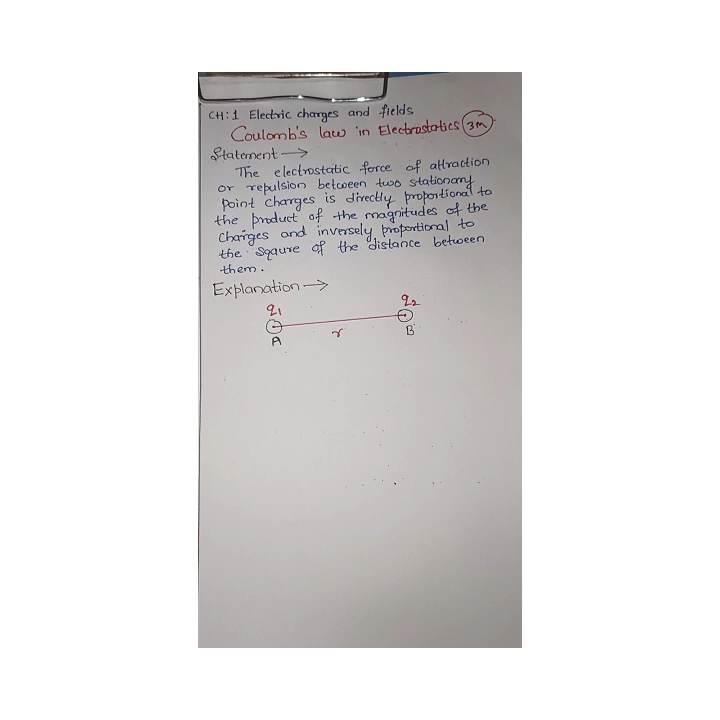 CH:1 Electric charges and fields
Coulomb's law in Electrostatics 3m
Statement →
The electrostatic force of attraction
or repulsion between two stationary
point charges is directly proportional to
the product of the magnitudes of the
charges and inversely proportional to
the sqaure of the distance between
them.
Explanation →
q1 q2
A r B